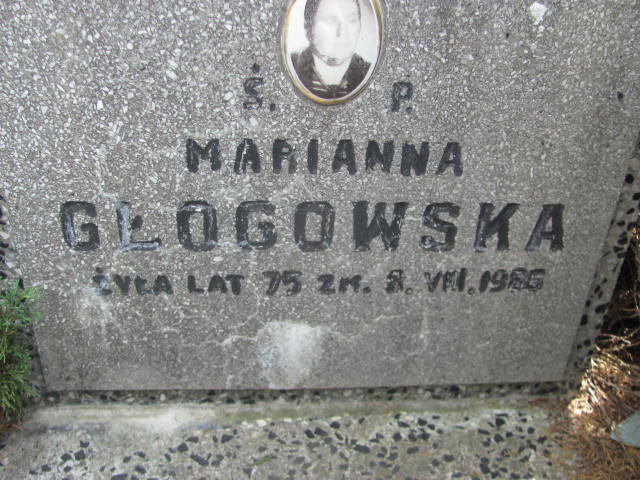 Ś. P.
MARIANNA
GŁOGOWSKA
ŻYŁA LAT 75 ZM. 8. VIII. 1986